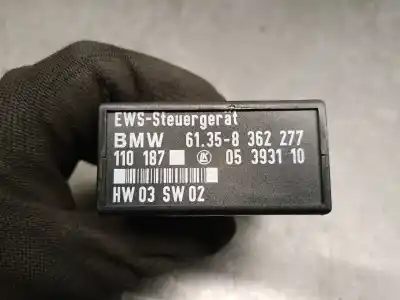 EWS-Steuergerät
BMW 61.35-8 362 277
110 187 05 3931 10
HW 03 SW 02